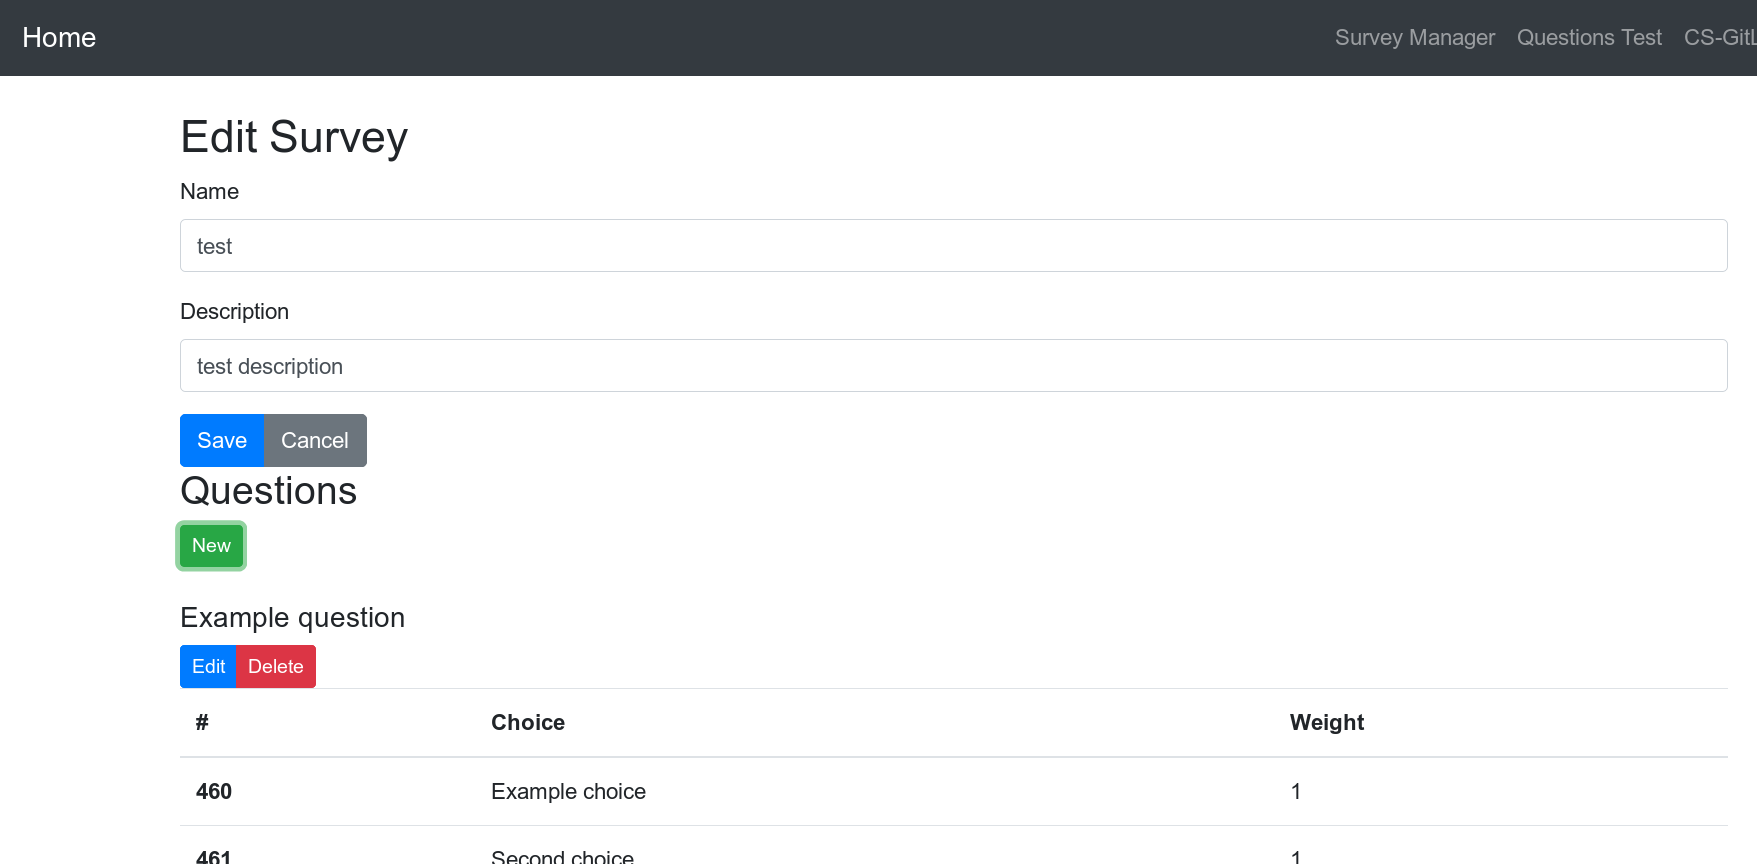 Home Survey Manager Questions Test CS-GitL
Edit Survey
Name
test
Description
test description
Save Cancel
Questions
New
Example question
Edit Delete
# Choice Weight
460 Example choice 1
461 Second choice 1